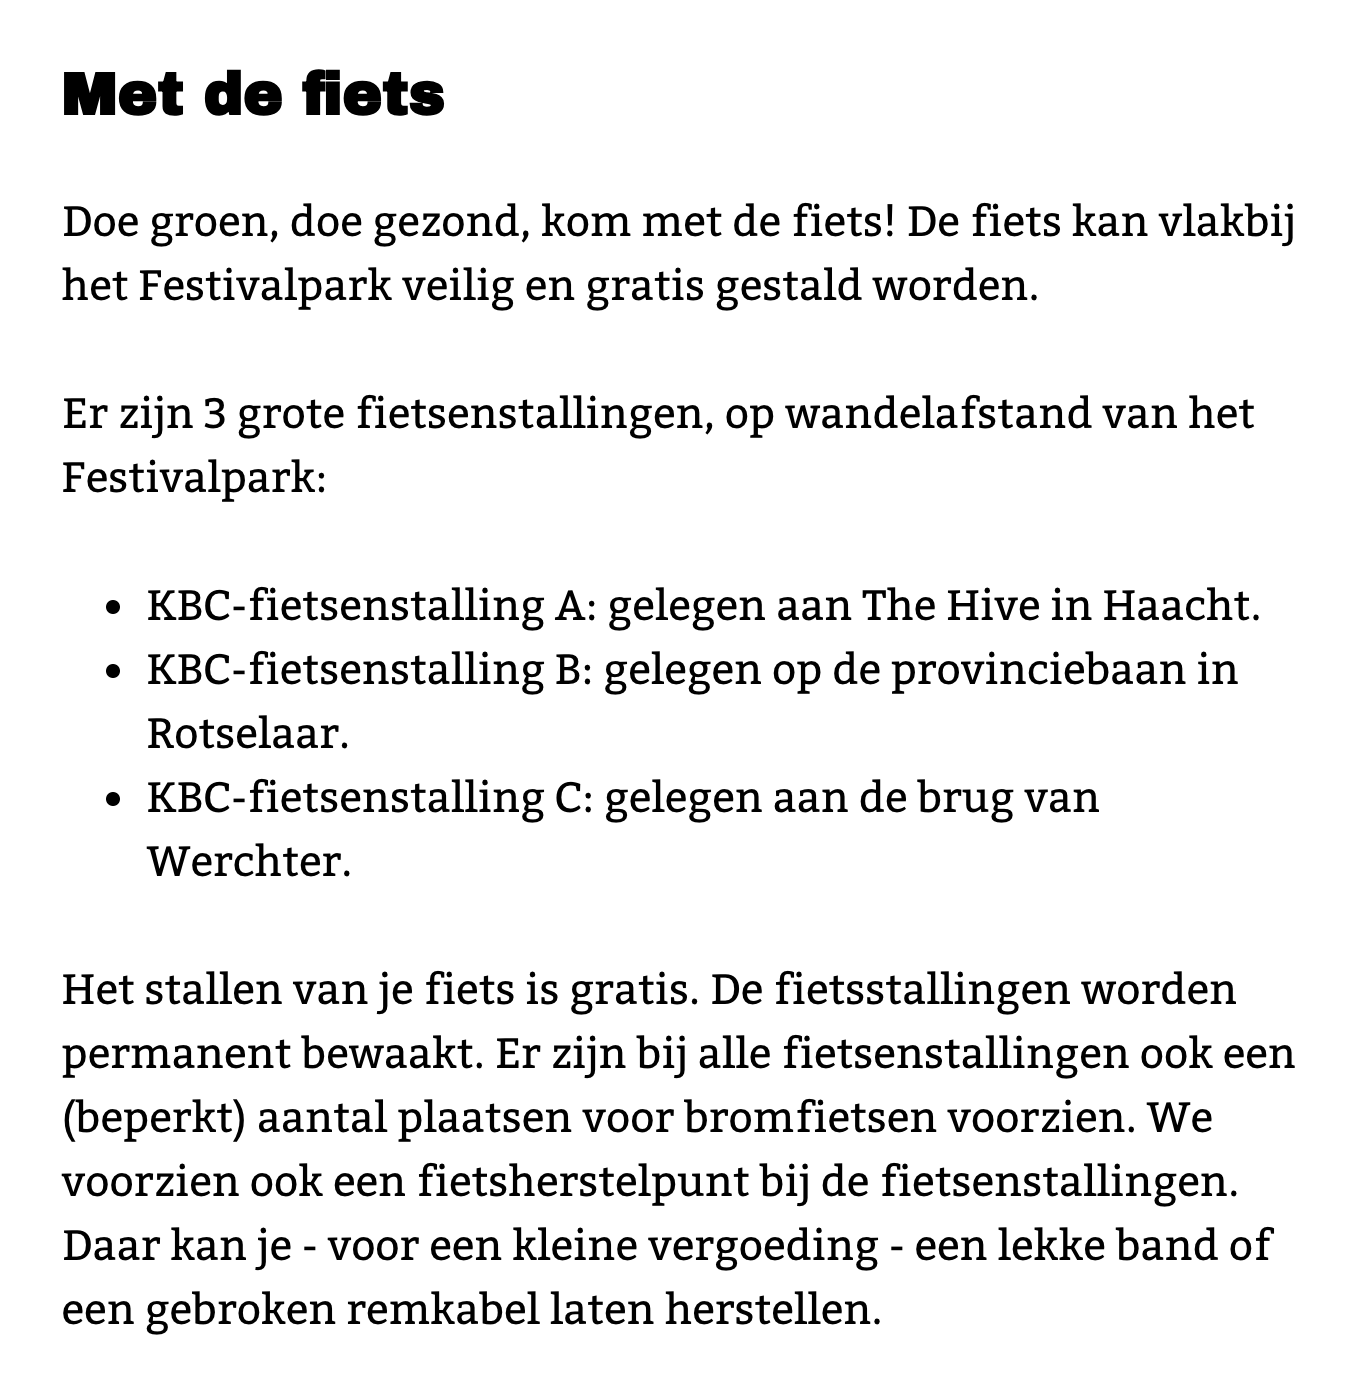 Met de fiets
Doe groen, doe gezond, kom met de fiets! De fiets kan vlakbij
het Festivalpark veilig en gratis gestald worden.
Er zijn 3 grote fietsenstallingen, op wandelafstand van het
Festivalpark:
• KBC-fietsenstalling A: gelegen aan The Hive in Haacht.
• KBC-fietsenstalling B: gelegen op de provinciebaan in
Rotselaar.
• KBC-fietsenstalling C: gelegen aan de brug van
Werchter.
Het stallen van je fiets is gratis. De fietsstallingen worden
permanent bewaakt. Er zijn bij alle fietsenstallingen ook een
(beperkt) aantal plaatsen voor bromfietsen voorzien. We
voorzien ook een fietsherstelpunt bij de fietsenstallingen.
Daar kan je - voor een kleine vergoeding - een lekke band of
een gebroken remkabel laten herstellen.